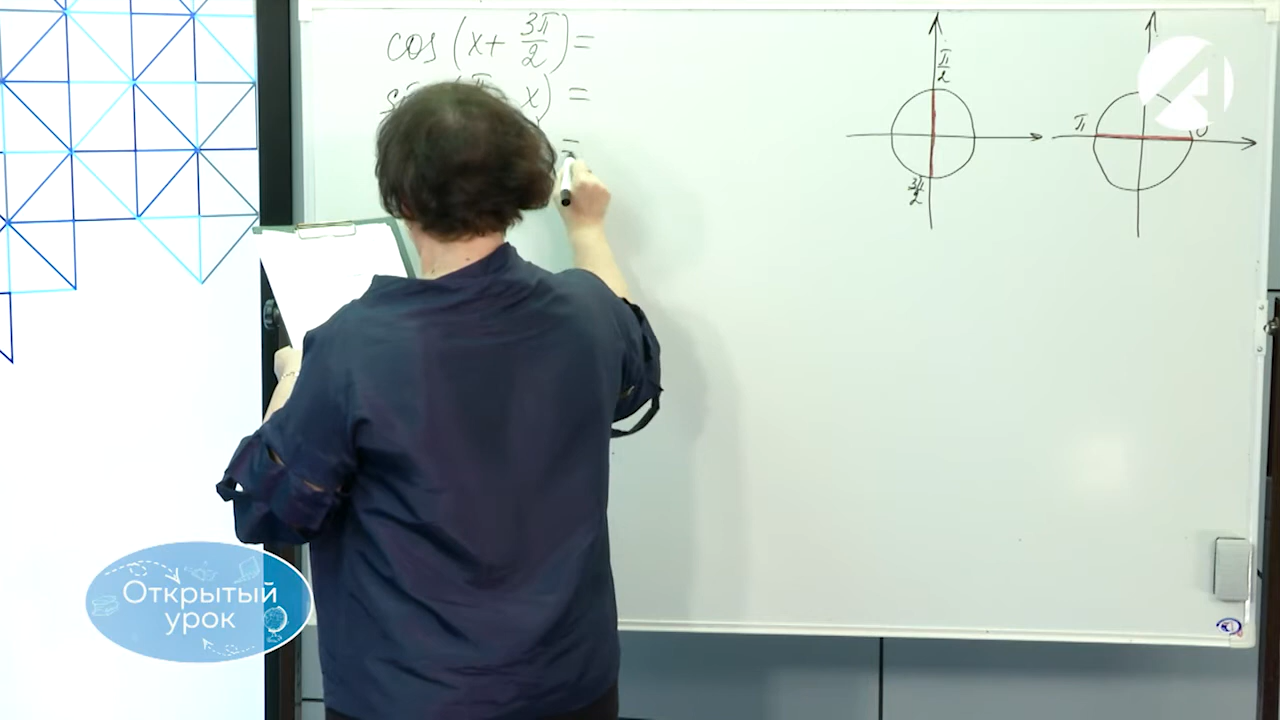 cos (x + 3π/2) =
x) =
π/2
3π/2
π
0
Открытый
урок